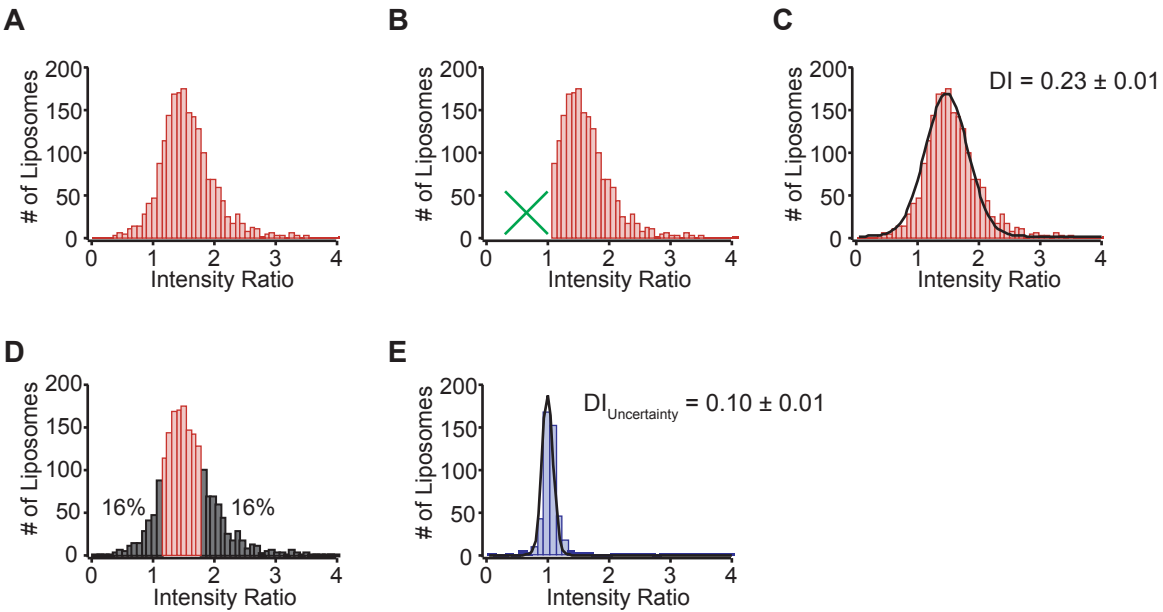 A
B
C
# of Liposomes
200
150
100
50
0
0 1 2 3 4
Intensity Ratio
# of Liposomes
200
150
100
50
0
0 1 2 3 4
Intensity Ratio
# of Liposomes
200
150
100
50
0
0 1 2 3 4
Intensity Ratio
DI = 0.23 ± 0.01
D
E
# of Liposomes
200
150
100
50
0
16% 16%
0 1 2 3 4
Intensity Ratio
# of Liposomes
200
150
100
50
0
0 1 2 3 4
Intensity Ratio
DIUncertainty = 0.10 ± 0.01